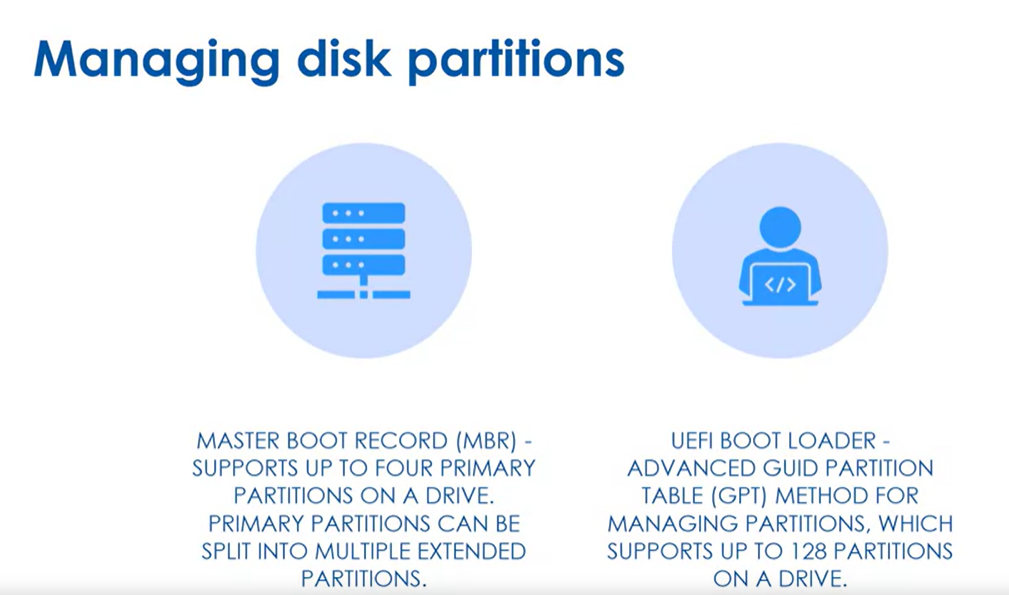 Managing disk partitions
MASTER BOOT RECORD (MBR) -
SUPPORTS UP TO FOUR PRIMARY
PARTITIONS ON A DRIVE.
PRIMARY PARTITIONS CAN BE
SPLIT INTO MULTIPLE EXTENDED
PARTITIONS.
</>
UEFI BOOT LOADER -
ADVANCED GUID PARTITION
TABLE (GPT) METHOD FOR
MANAGING PARTITIONS, WHICH
SUPPORTS UP TO 128 PARTITIONS
ON A DRIVE.